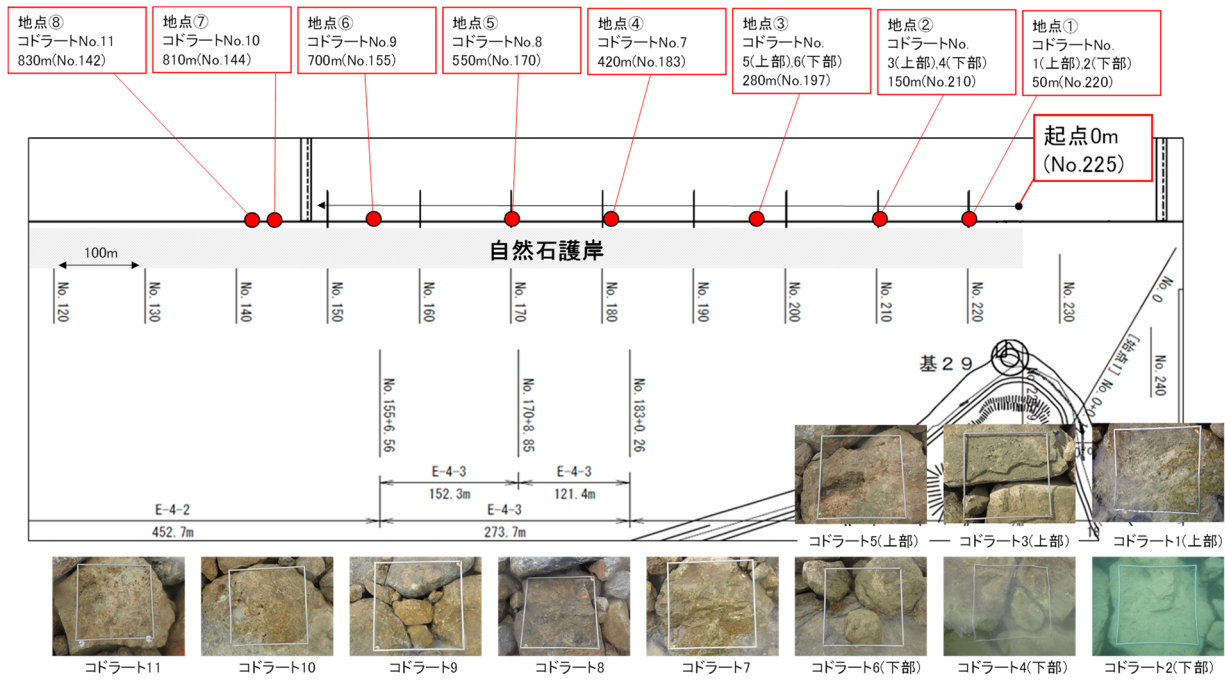 地点⑧
コドラートNo.11
830m(No.142)
地点⑦
コドラートNo.10
810m(No.144)
地点⑥
コドラートNo.9
700m(No.155)
地点⑤
コドラートNo.8
550m(No.170)
地点④
コドラートNo.7
420m(No.183)
地点③
コドラートNo.
5(上部),6(下部)
280m(No.197)
地点②
コドラートNo.
3(上部),4(下部)
150m(No.210)
地点①
コドラートNo.
1(上部),2(下部)
50m(No.220)
起点0m
(No.225)
自然石護岸
100m
No.120
No.130
No.140
No.150
No.160
No.170
No.180
No.190
No.200
No.210
No.220
No.230
No.240
No.0
[始点1] No.0+0
基29
No.155+6.56
No.170+8.85
No.183+0.26
E-4-3
152.3m
E-4-3
121.4m
E-4-2
452.7m
E-4-3
273.7m
コドラート5(上部)
コドラート3(上部)
コドラート1(上部)
コドラート11
コドラート10
コドラート9
コドラート8
コドラート7
コドラート6(下部)
コドラート4(下部)
コドラート2(下部)